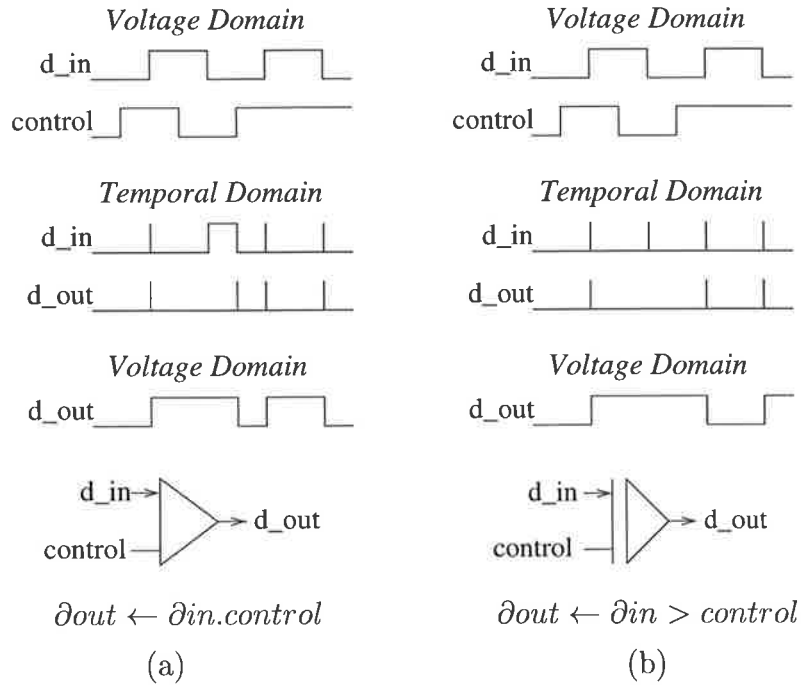 Voltage Domain
d_in
control
Temporal Domain
d_in
d_out
Voltage Domain
d_out
d_in
d_out
control
∂out ← ∂in.control
(a)
Voltage Domain
d_in
control
Temporal Domain
d_in
d_out
Voltage Domain
d_out
d_in
d_out
control
∂out ← ∂in > control
(b)